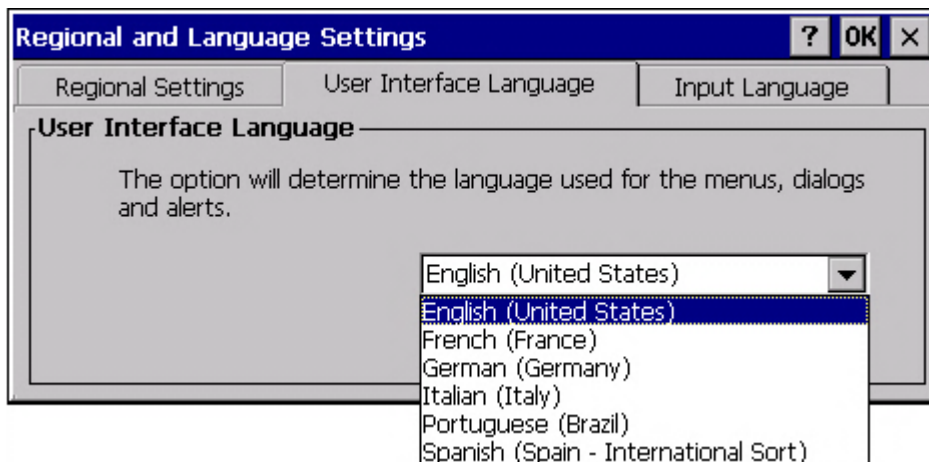 Regional and Language Settings ? OK ×
Regional Settings User Interface Language Input Language
User Interface Language
The option will determine the language used for the menus, dialogs
and alerts.
English (United States)
English (United States)
French (France)
German (Germany)
Italian (Italy)
Portuguese (Brazil)
Spanish (Spain - International Sort)